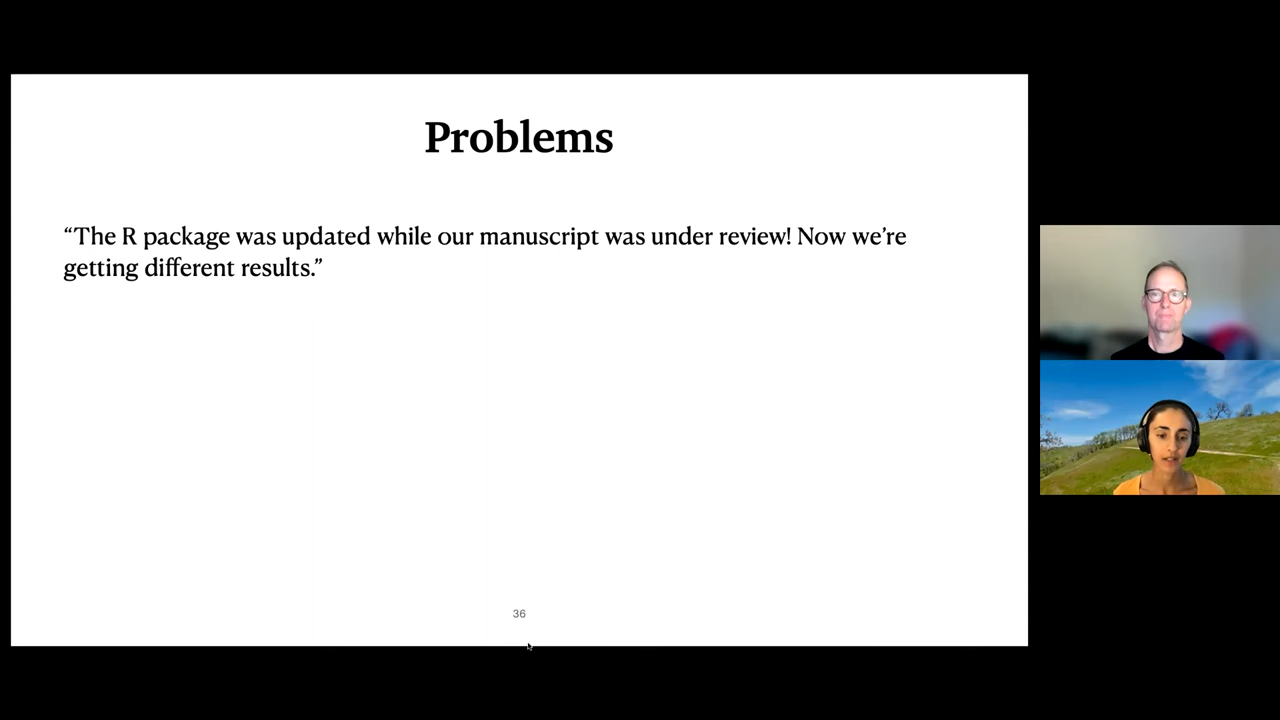 Problems
“The R package was updated while our manuscript was under review! Now we’re
getting different results.”
36